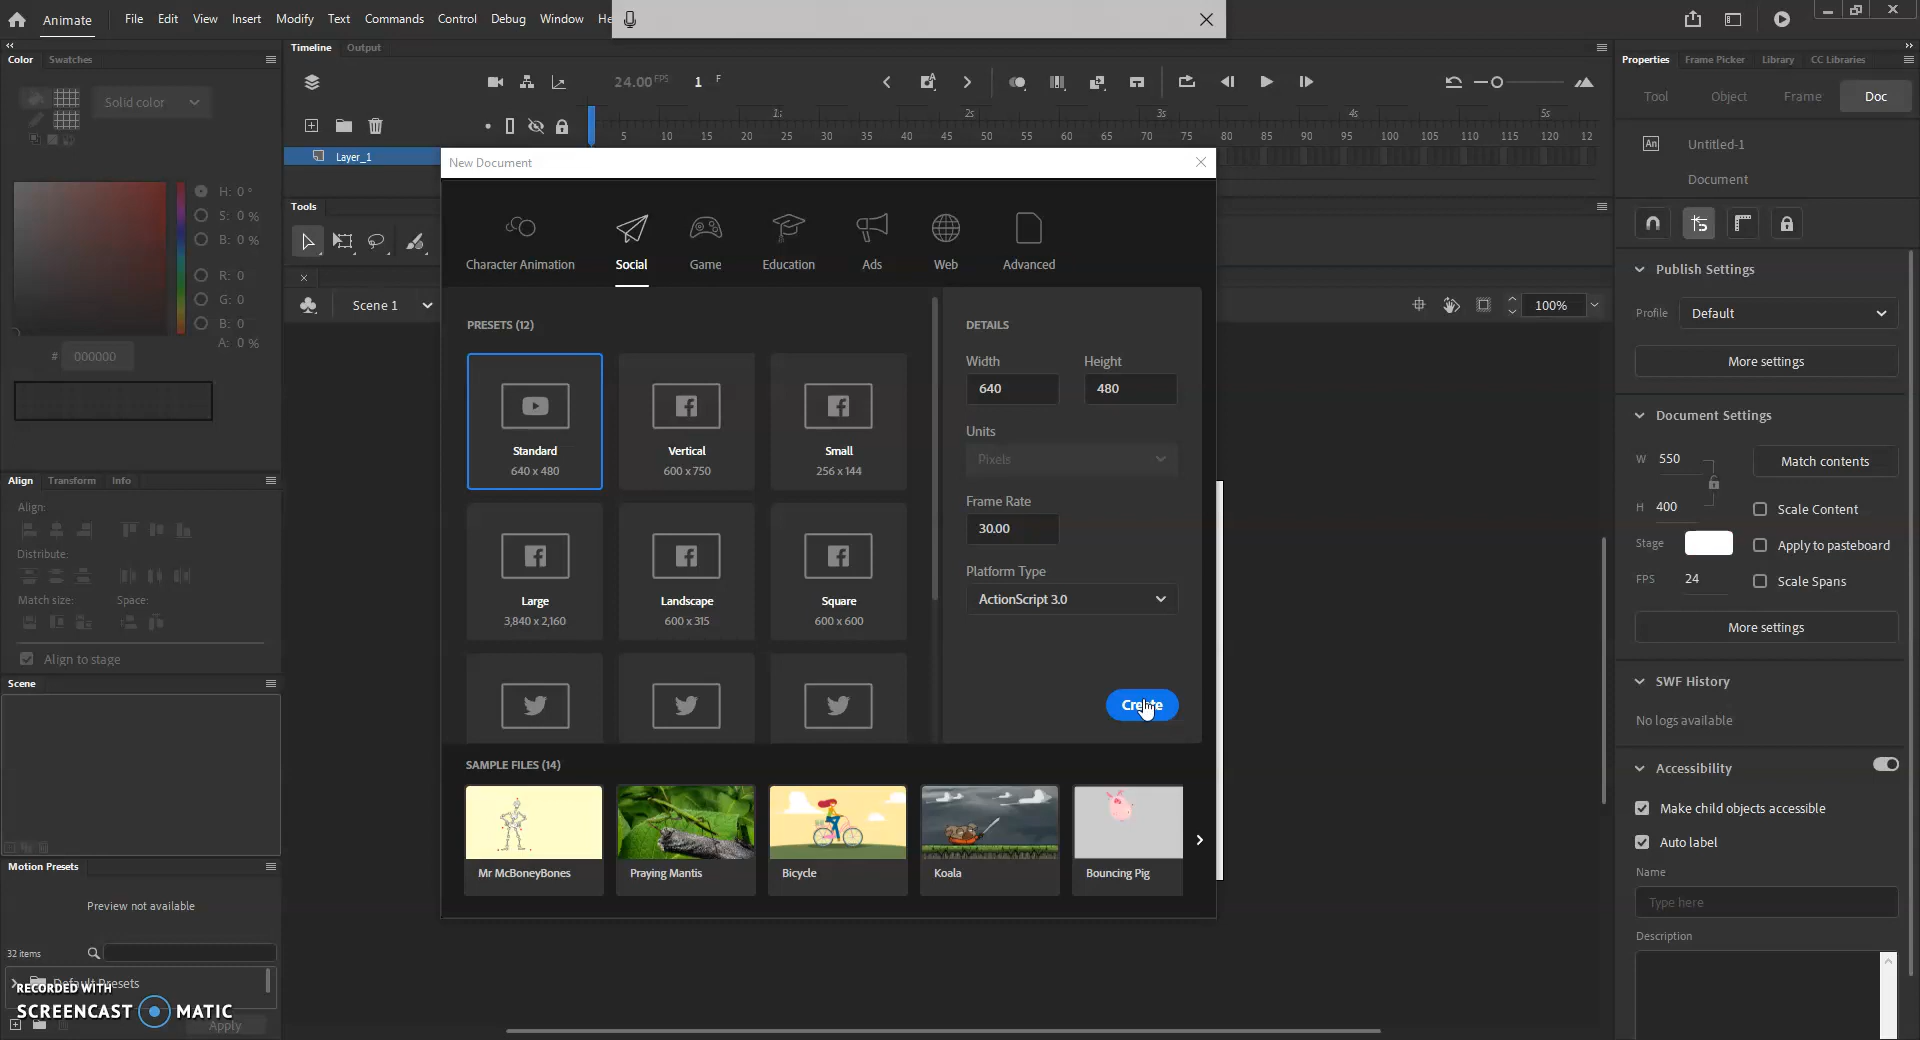 Animate
File Edit View Insert Modify Text Commands Control Debug Window He
Color Swatches
Solid color
H: 0 °
S: 0 %
B: 0 %
R: 0
G: 0
B: 0
A: 0 %
# 000000
Align Transform Info
Align:
Distribute:
Match size: Space:
Align to stage
Scene
Motion Presets
Preview not available
32 items
Default Presets
RECORDED WITH
SCREENCAST MATIC
Apply
Timeline Output
24.00 FPS 1 F
1s 2s 3s 4s 5s
5 10 15 20 25 30 35 40 45 50 55 60 65 70 75 80 85 90 95 100 105 110 115 120 12
Layer_1
Tools
Scene 1
100%
New Document
Character Animation Social Game Education Ads Web Advanced
PRESETS (12)
Standard Vertical Small
640 x 480 600 x 750 256 x 144
Large Landscape Square
3,840 x 2,160 600 x 315 600 x 600
DETAILS
Width Height
640 480
Units
Pixels
Frame Rate
30.00
Platform Type
ActionScript 3.0
Create
SAMPLE FILES (14)
Mr McBoneyBones Praying Mantis Bicycle Koala Bouncing Pig
Properties Frame Picker Library CC Libraries
Tool Object Frame Doc
An Untitled-1
Document
Publish Settings
Profile Default
More settings
Document Settings
W 550 Match contents
H 400 Scale Content
Stage Apply to pasteboard
FPS 24 Scale Spans
More settings
SWF History
No logs available
Accessibility
Make child objects accessible
Auto label
Name
Type here
Description